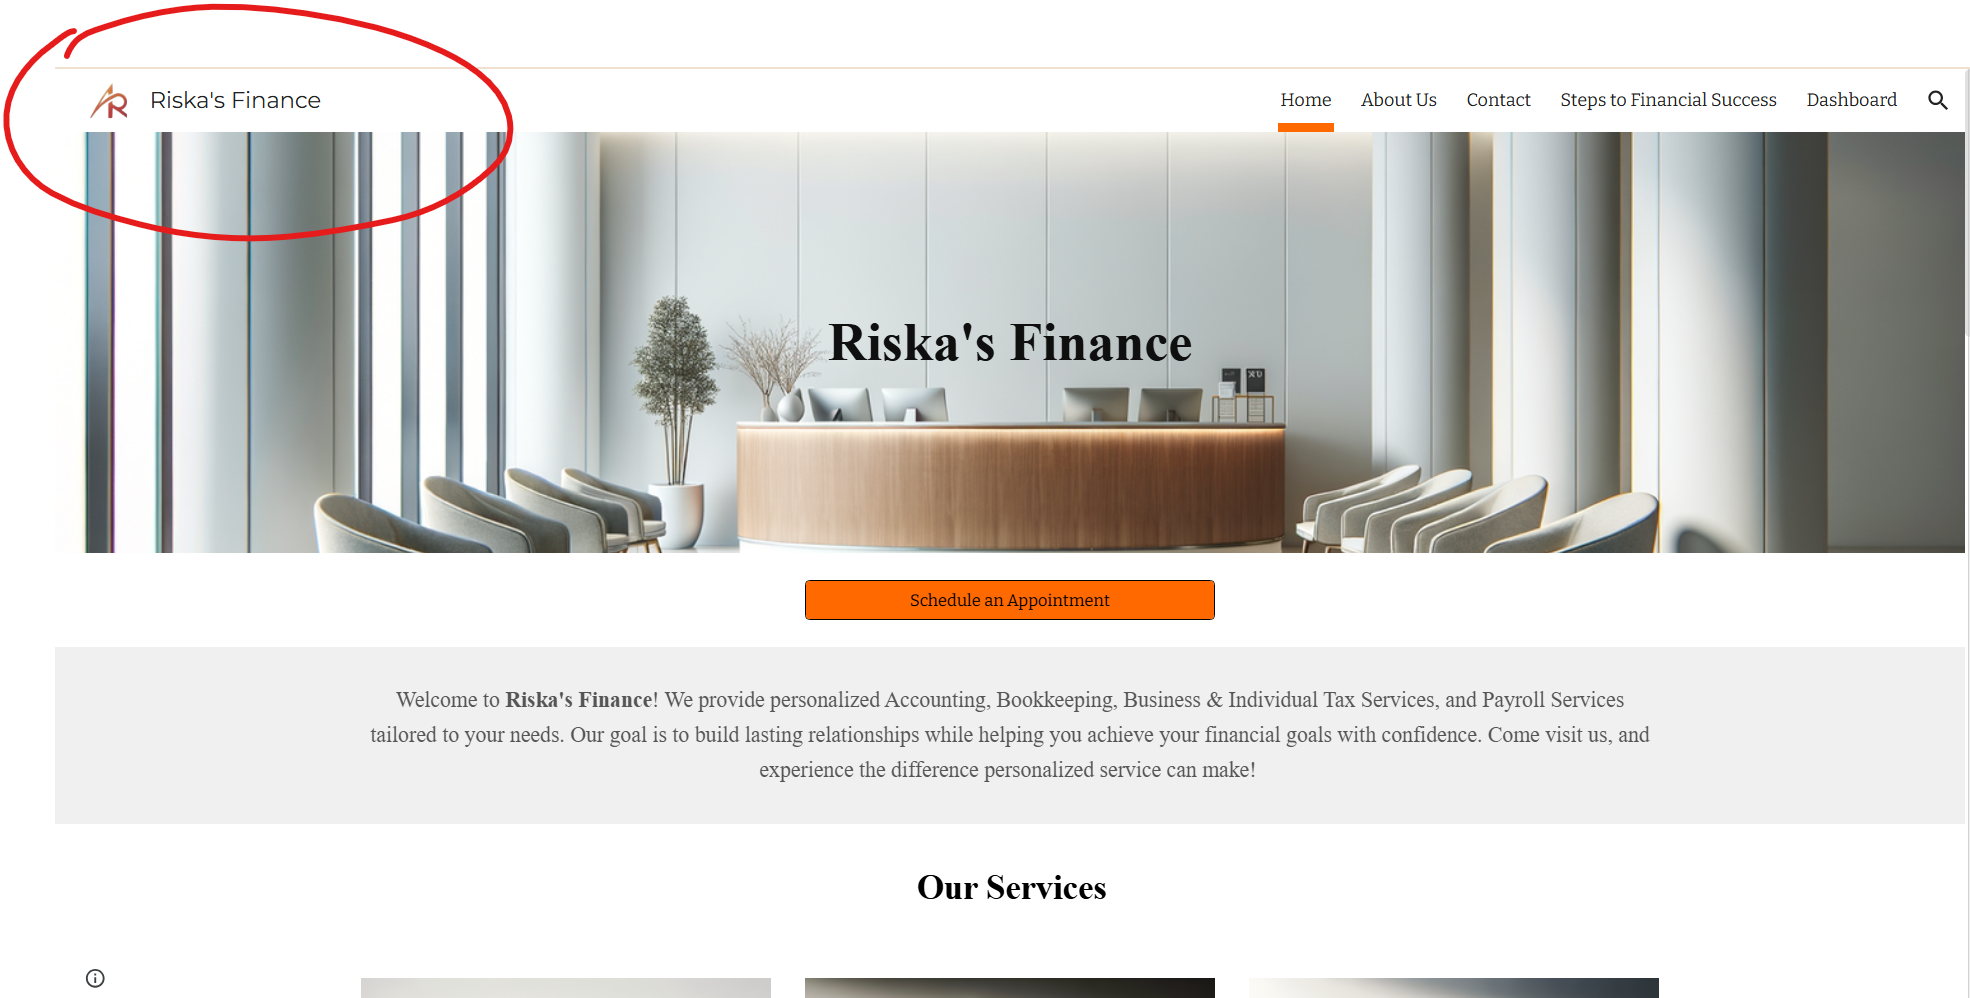 AR Riska's Finance
Home About Us Contact Steps to Financial Success Dashboard
Riska's Finance
Schedule an Appointment
Welcome to Riska's Finance! We provide personalized Accounting, Bookkeeping, Business & Individual Tax Services, and Payroll Services
tailored to your needs. Our goal is to build lasting relationships while helping you achieve your financial goals with confidence. Come visit us, and
experience the difference personalized service can make!
Our Services